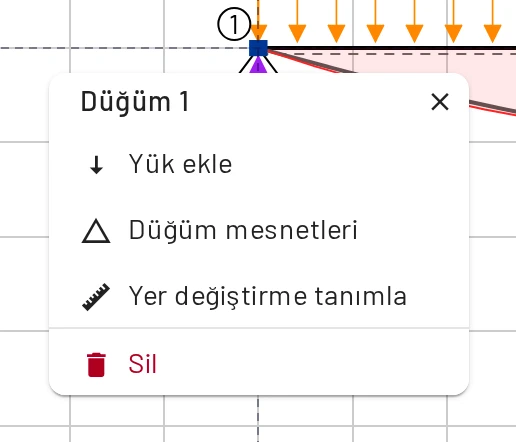 1
Düğüm 1
Yük ekle
Düğüm mesnetleri
Yer değiştirme tanımla
Sil